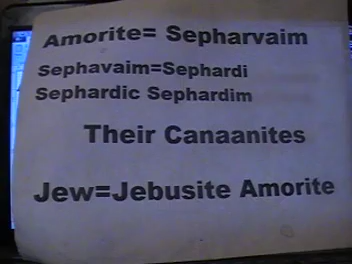 Amorite= Sepharvaim
Sephavaim=Sephardi
Sephardic Sephardim
Their Canaanites
Jew=Jebusite Amorite